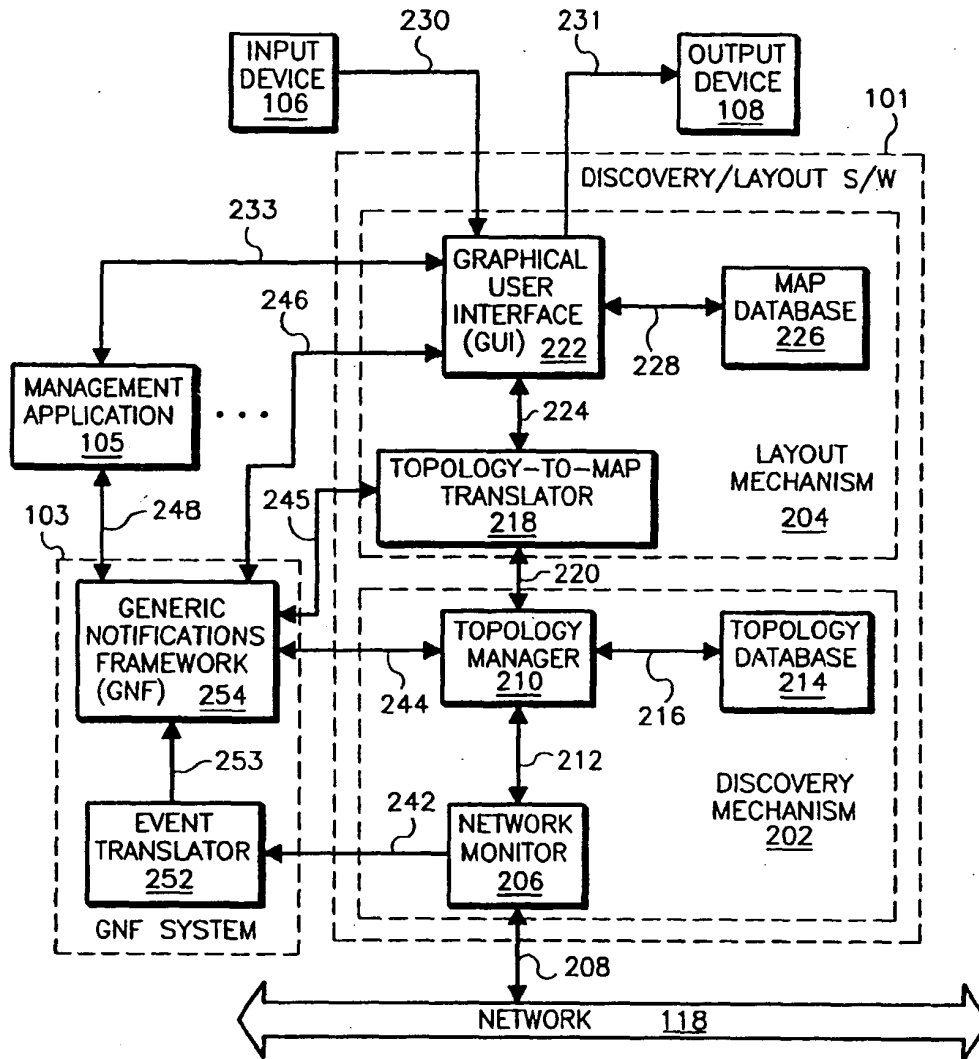 230
231
INPUT
DEVICE
106
OUTPUT
DEVICE
108
101
DISCOVERY/LAYOUT S/W
233
GRAPHICAL
USER
INTERFACE
(GUI) 222
MAP
DATABASE
226
246
228
MANAGEMENT
APPLICATION
105
. . .
224
TOPOLOGY-TO-MAP
TRANSLATOR
218
LAYOUT
MECHANISM
204
245
248
103
220
GENERIC
NOTIFICATIONS
FRAMEWORK
(GNF) 254
TOPOLOGY
MANAGER
210
TOPOLOGY
DATABASE
214
244
216
253
212
242
EVENT
TRANSLATOR
252
NETWORK
MONITOR
206
DISCOVERY
MECHANISM
202
GNF SYSTEM
208
NETWORK 118